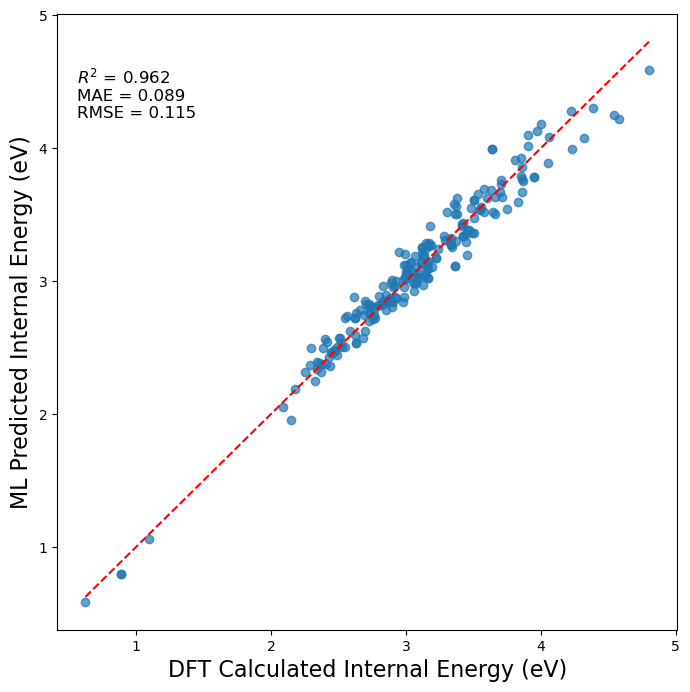 5
4
3
2
1
R² = 0.962
MAE = 0.089
RMSE = 0.115
ML Predicted Internal Energy (eV)
1 2 3 4 5
DFT Calculated Internal Energy (eV)